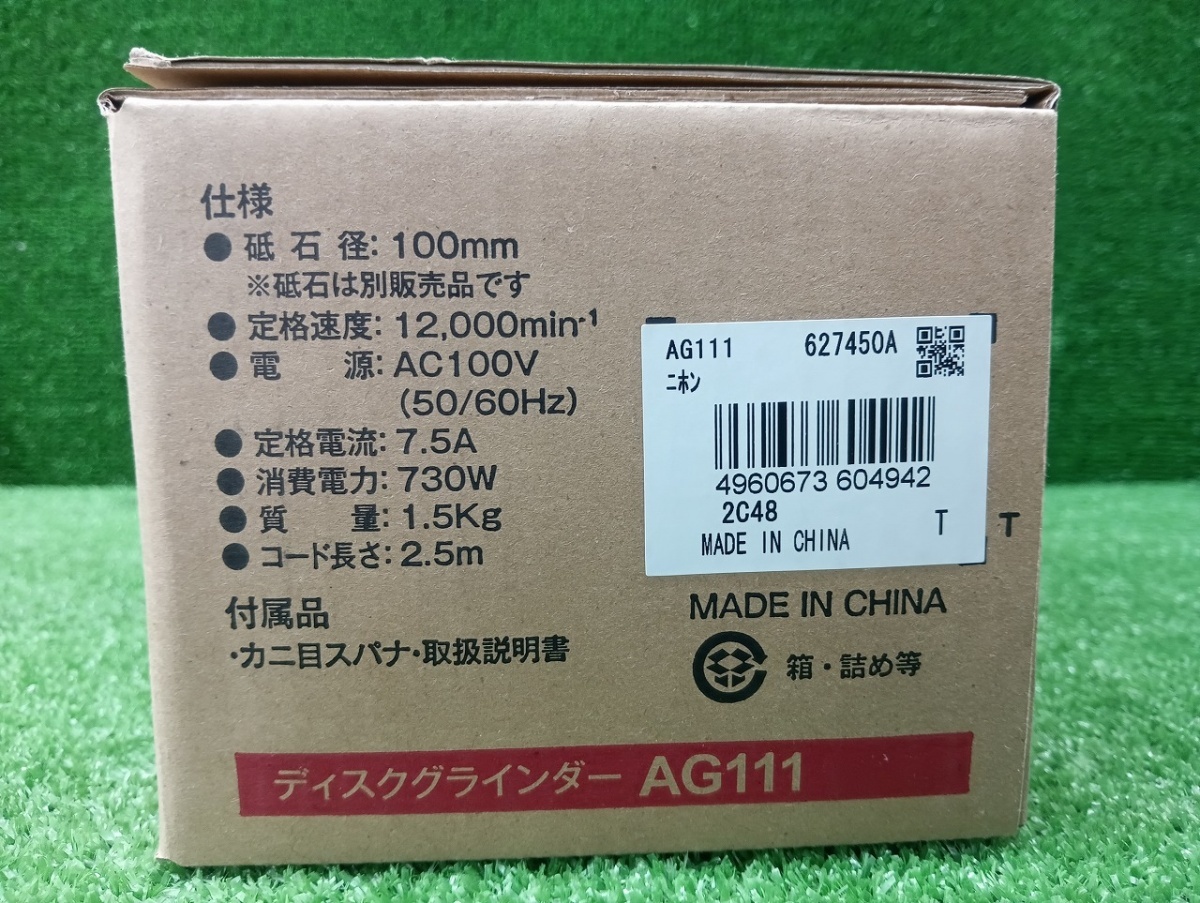 仕様
●砥石径：100mm
※砥石は別販売品です
●定格速度：12,000min-1
●電源：AC100V
(50/60Hz)
●定格電流：7.5A
●消費電力：730W
●質量：1.5Kg
●コード長さ：2.5m
付属品
・カニ目スパナ・取扱説明書
AG111 627450A
ニホン
4960673 604942
2C48 T
MADE IN CHINA
T
MADE IN CHINA
箱・詰め等
ディスクグラインダー AG111